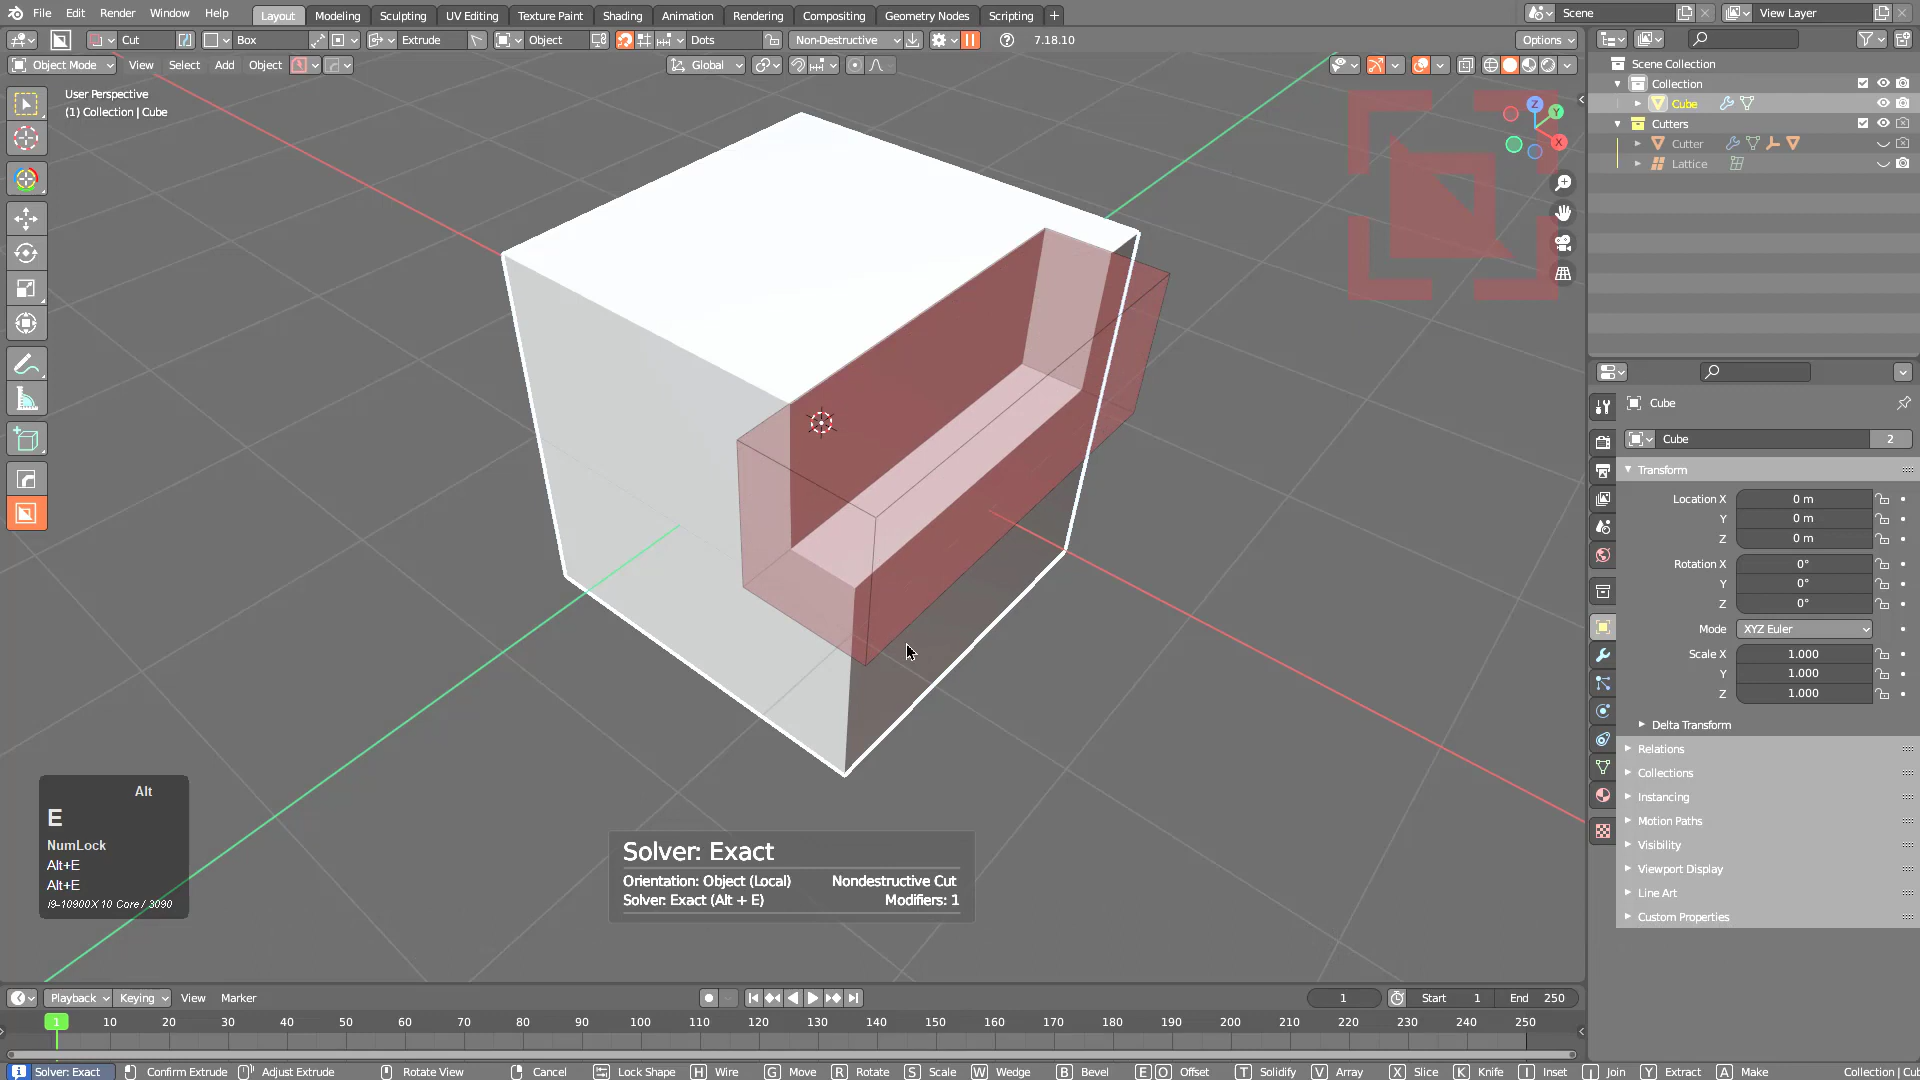 File Edit Render Window Help Layout Modeling Sculpting UV Editing Texture Paint Shading Animation Rendering Compositing Geometry Nodes Scripting + Scene View Layer
Cut Box Extrude Object Dots Non-Destructive 7.18.10 Options
Object Mode View Select Add Object Global
User Perspective
(1) Collection | Cube
Z
Y
X
Scene Collection
Collection
Cube
Cutters
Cutter
Lattice
Cube
Cube 2
Transform
Location X 0 m
Y 0 m
Z 0 m
Rotation X 0°
Y 0°
Z 0°
Mode XYZ Euler
Scale X 1.000
Y 1.000
Z 1.000
Delta Transform
Relations
Collections
Instancing
Motion Paths
Visibility
Viewport Display
Line Art
Custom Properties
Alt
E
NumLock
Alt+E
Alt+E
i9-10900X 10 Core / 3090
Solver: Exact
Orientation: Object (Local) Nondestructive Cut
Solver: Exact (Alt + E) Modifiers: 1
Playback Keying View Marker 1 Start 1 End 250
1 10 20 30 40 50 60 70 80 90 100 110 120 130 140 150 160 170 180 190 200 210 220 230 240 250
Solver: Exact Confirm Extrude Adjust Extrude Rotate View Cancel Lock Shape H Wire G Move R Rotate S Scale W Wedge B Bevel E O Offset T Solidify V Array X Slice K Knife I Inset J Join Y Extract A Make Collection | Cub